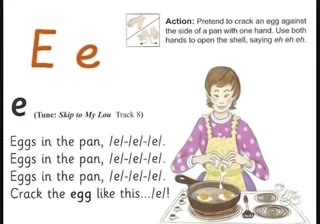 E e
Action: Pretend to crack an egg against
the side of a pan with one hand. Use both
hands to open the shell, saying eh eh eh.
e
(Tune: Skip to My Lou Track 8)
Eggs in the pan, /e/-/e/-/e/.
Eggs in the pan, /e/-/e/-/e/.
Eggs in the pan, /e/-/e/-/e/.
Crack the egg like this.../e/!